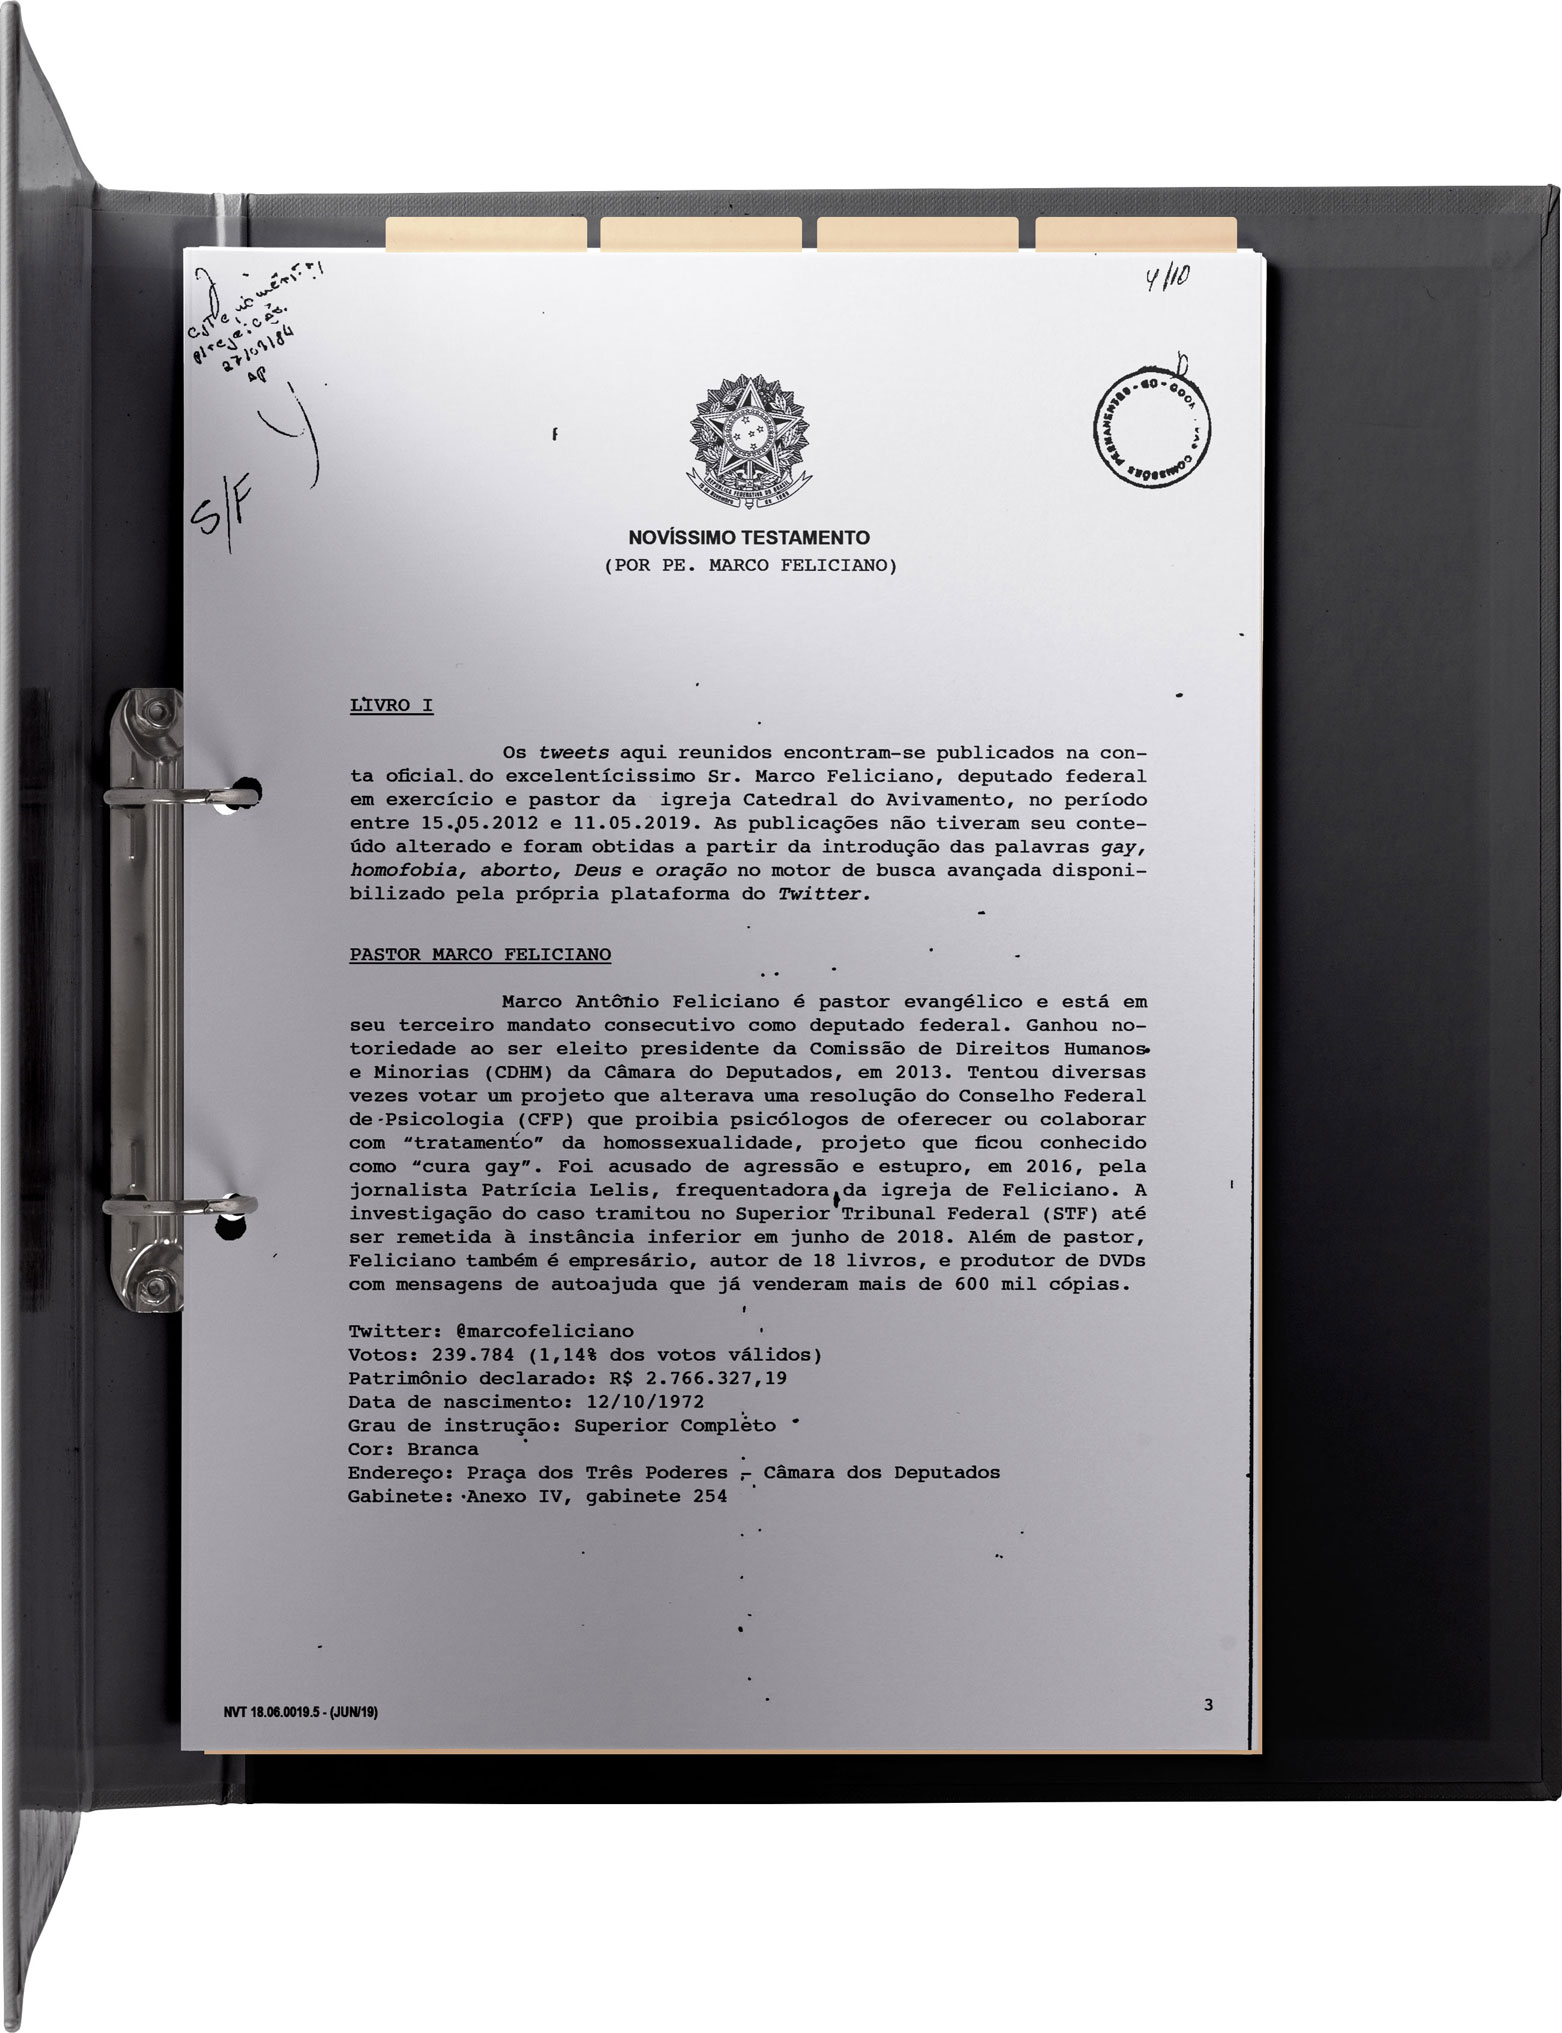 4/10
27/03/84
S/F
COMISSÕES PERMANENTES
REPÚBLICA FEDERATIVA DO BRASIL
15 de Novembro de 1889
NOVÍSSIMO TESTAMENTO
(POR PE. MARCO FELICIANO)
LIVRO I
Os tweets aqui reunidos encontram-se publicados na con-
ta oficial do excelentícissimo Sr. Marco Feliciano, deputado federal
em exercício e pastor da igreja Catedral do Avivamento, no período
entre 15.05.2012 e 11.05.2019. As publicações não tiveram seu conte-
údo alterado e foram obtidas a partir da introdução das palavras gay,
homofobia, aborto, Deus e oração no motor de busca avançada disponi-
bilizado pela própria plataforma do Twitter.
PASTOR MARCO FELICIANO
Marco Antônio Feliciano é pastor evangélico e está em
seu terceiro mandato consecutivo como deputado federal. Ganhou no-
toriedade ao ser eleito presidente da Comissão de Direitos Humanos
e Minorias (CDHM) da Câmara do Deputados, em 2013. Tentou diversas
vezes votar um projeto que alterava uma resolução do Conselho Federal
de Psicologia (CFP) que proibia psicólogos de oferecer ou colaborar
com “tratamento” da homossexualidade, projeto que ficou conhecido
como “cura gay”. Foi acusado de agressão e estupro, em 2016, pela
jornalista Patrícia Lelis, frequentadora da igreja de Feliciano. A
investigação do caso tramitou no Superior Tribunal Federal (STF) até
ser remetida à instância inferior em junho de 2018. Além de pastor,
Feliciano também é empresário, autor de 18 livros, e produtor de DVDs
com mensagens de autoajuda que já venderam mais de 600 mil cópias.
Twitter: @marcofeliciano
Votos: 239.784 (1,14% dos votos válidos)
Patrimônio declarado: R$ 2.766.327,19
Data de nascimento: 12/10/1972
Grau de instrução: Superior Completo
Cor: Branca
Endereço: Praça dos Três Poderes – Câmara dos Deputados
Gabinete: Anexo IV, gabinete 254
NVT 18.06.0019.5 - (JUN/19)
3